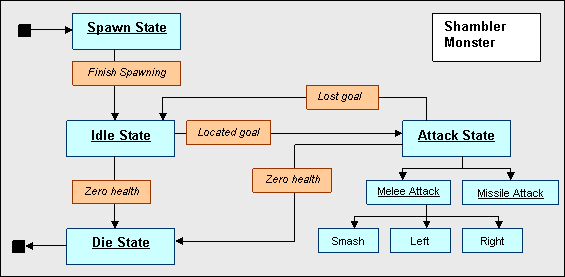 Spawn State
Shambler
Monster
Finish Spawning
Lost goal
Idle State
Located goal
Attack State
Zero health
Zero health
Melee Attack
Missile Attack
Die State
Smash
Left
Right